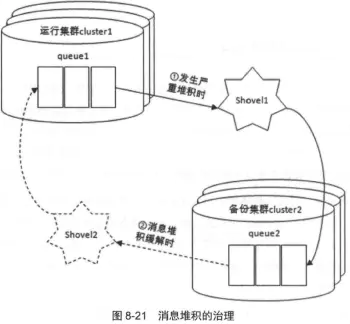 运行集群cluster1
queue1
①发生严
重堆积时
Shovel1
备份集群cluster2
②消息堆
积缓解时
queue2
Shovel2
图 8-21 消息堆积的治理